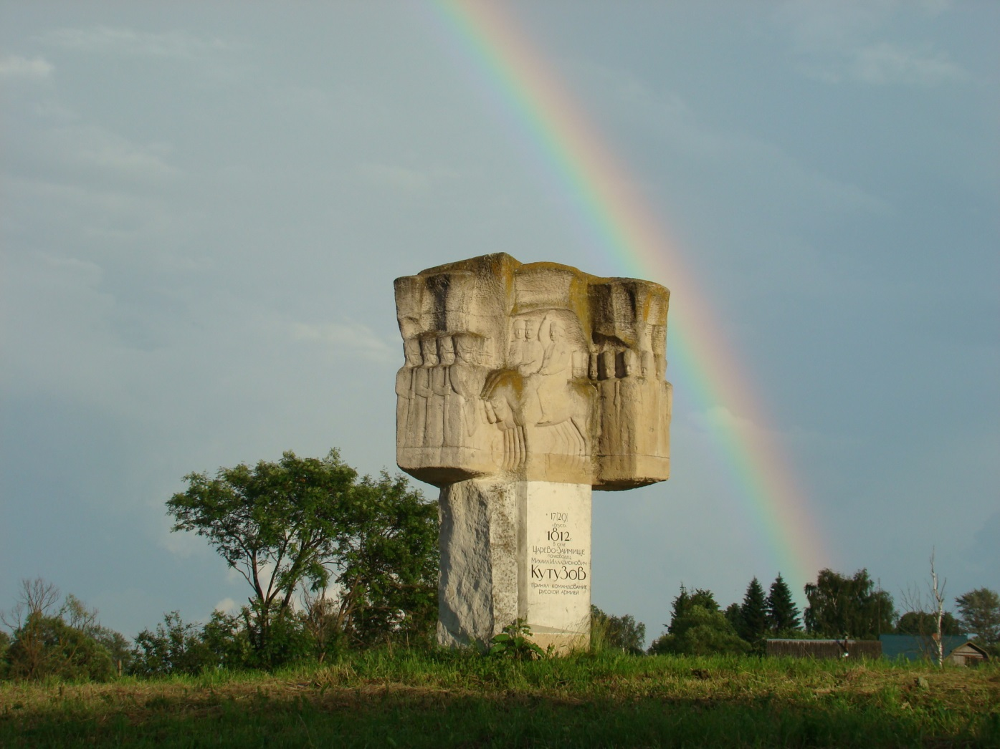 17(29)
августа
1812
в селе
Царево-Займище
полководец
Михаил Илларионович
Кутузов
принял командование
русской армией